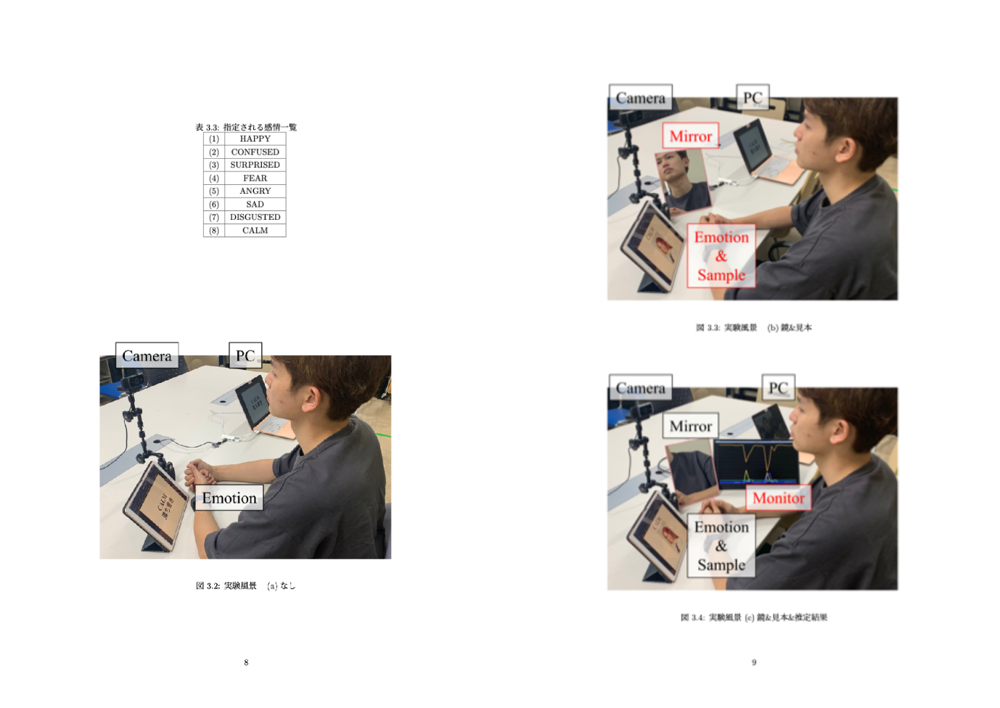 表 3.3: 指定される感情一覧
(1) HAPPY
(2) CONFUSED
(3) SURPRISED
(4) FEAR
(5) ANGRY
(6) SAD
(7) DISGUSTED
(8) CALM
Camera
PC
Emotion
CALM
図 3.2: 実験風景 (a) なし
8
Camera
PC
Mirror
Emotion
&
Sample
図 3.3: 実験風景 (b) 鏡&見本
Camera
PC
Mirror
Monitor
Emotion
&
Sample
図 3.4: 実験風景 (c) 鏡&見本&推定結果
9